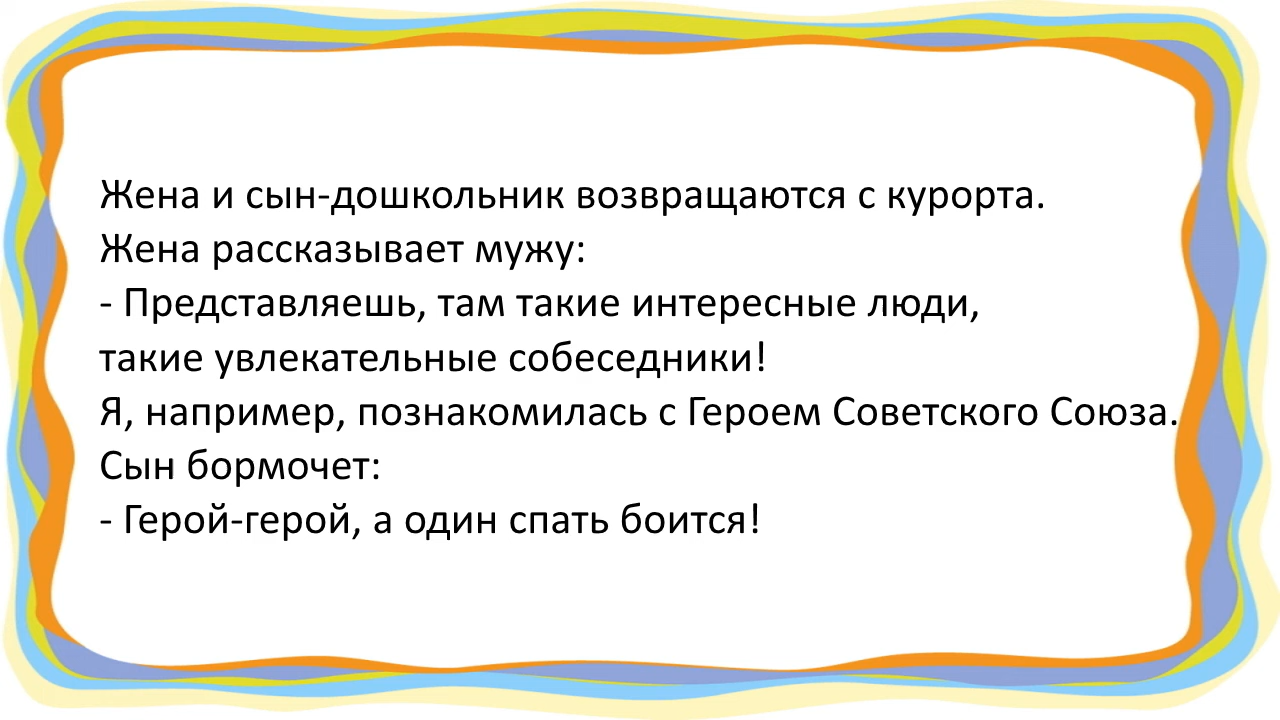 Жена и сын-дошкольник возвращаются с курорта.
Жена рассказывает мужу:
- Представляешь, там такие интересные люди,
такие увлекательные собеседники!
Я, например, познакомилась с Героем Советского Союза.
Сын бормочет:
- Герой-герой, а один спать боится!